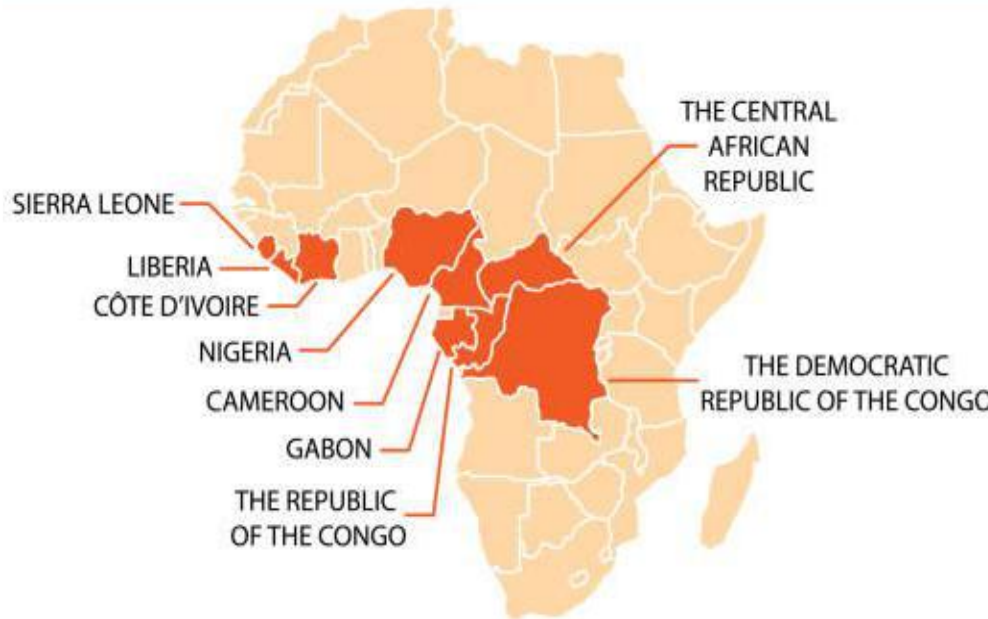 THE CENTRAL
AFRICAN
REPUBLIC
SIERRA LEONE
LIBERIA
CÔTE D'IVOIRE
NIGERIA
CAMEROON
GABON
THE REPUBLIC
OF THE CONGO
THE DEMOCRATIC
REPUBLIC OF THE CONGO